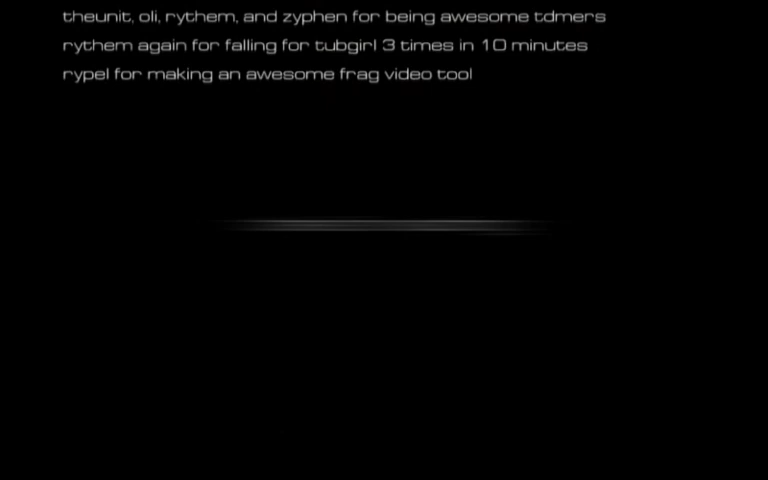 theunit, oli, rythem, and zyphen for being awesome tdmers
rythem again for falling for tubgirl 3 times in 10 minutes
rypel for making an awesome frag video tool